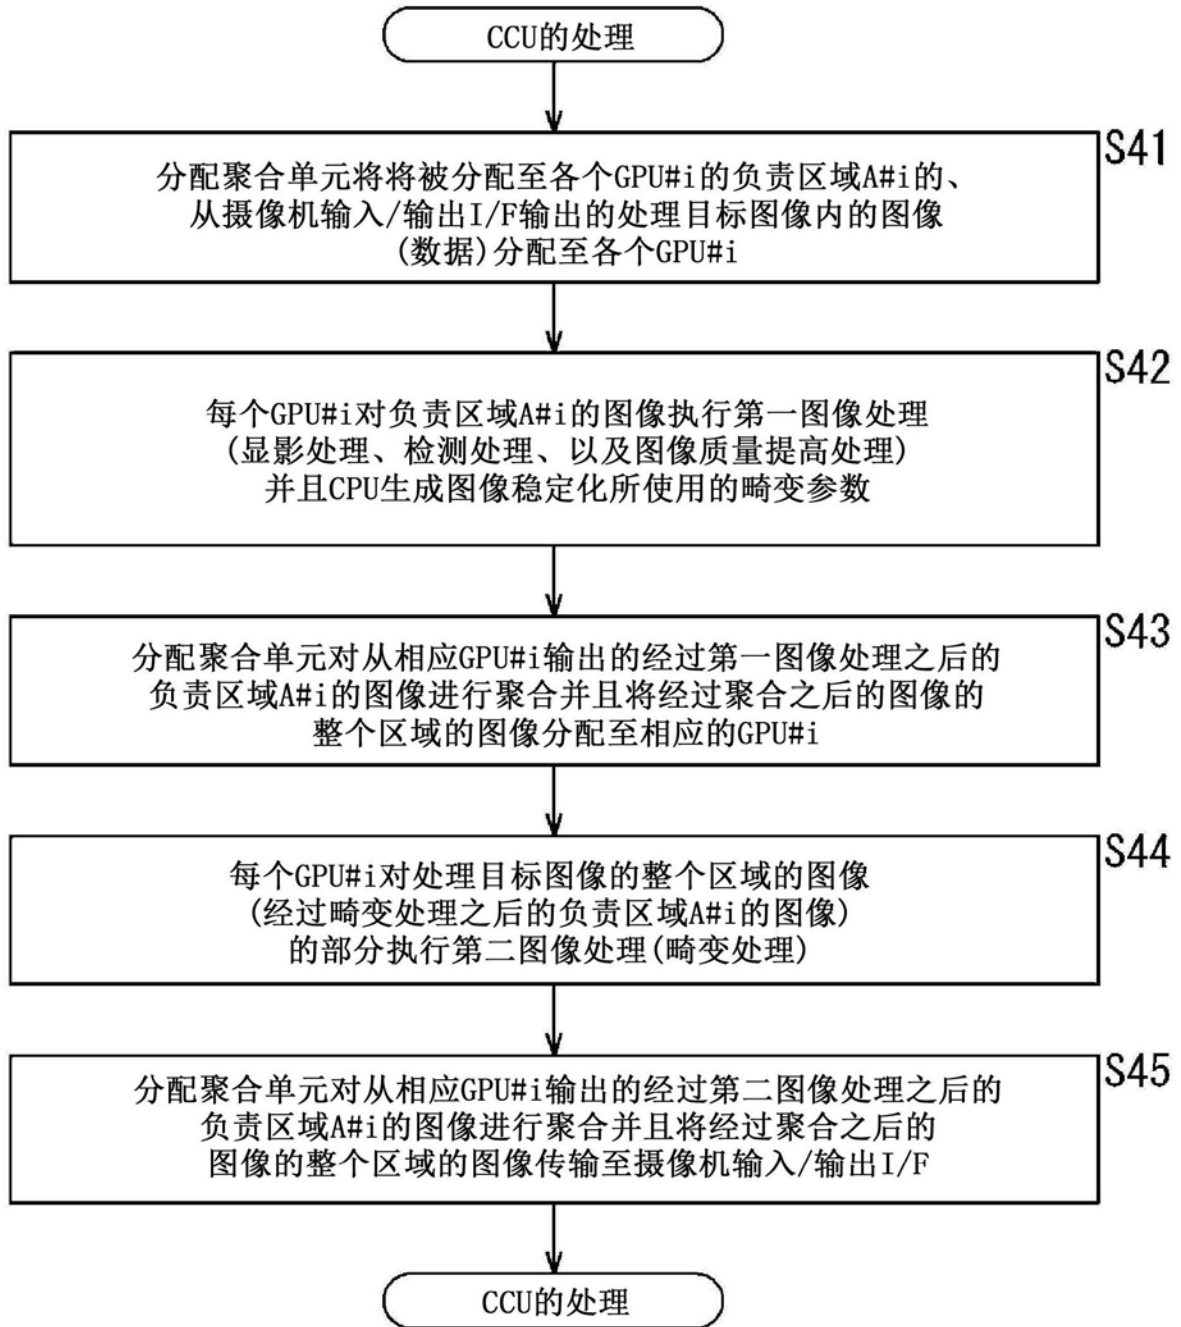 CCU的处理
S41
分配聚合单元将将被分配至各个GPU#i的负责区域A#i的、
从摄像机输入/输出I/F输出的处理目标图像内的图像
(数据)分配至各个GPU#i
S42
每个GPU#i对负责区域A#i的图像执行第一图像处理
(显影处理、检测处理、以及图像质量提高处理)
并且CPU生成图像稳定化所使用的畸变参数
S43
分配聚合单元对从相应GPU#i输出的经过第一图像处理之后的
负责区域A#i的图像进行聚合并且将经过聚合之后的图像的
整个区域的图像分配至相应的GPU#i
S44
每个GPU#i对处理目标图像的整个区域的图像
(经过畸变处理之后的负责区域A#i的图像)
的部分执行第二图像处理(畸变处理)
S45
分配聚合单元对从相应GPU#i输出的经过第二图像处理之后的
负责区域A#i的图像进行聚合并且将经过聚合之后的
图像的整个区域的图像传输至摄像机输入/输出I/F
CCU的处理